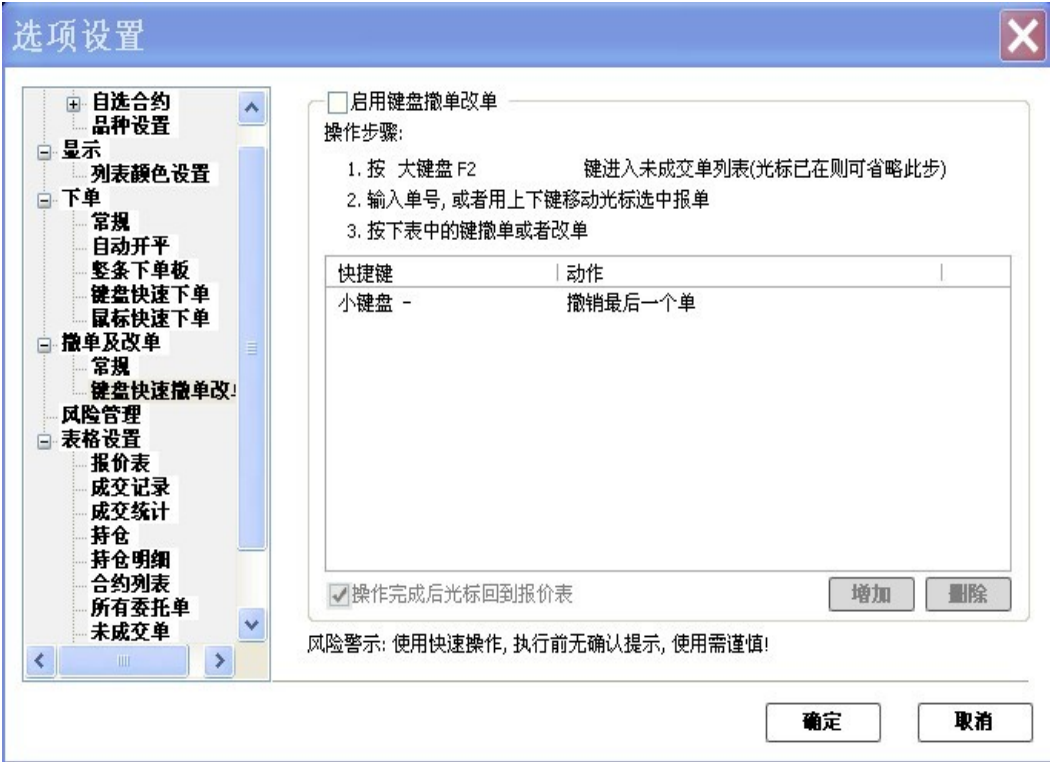 选项设置
自选合约
品种设置
显示
列表颜色设置
下单
常规
自动开平
竖条下单板
键盘快速下单
鼠标快速下单
撤单及改单
常规
键盘快速撤单改
风险管理
表格设置
报价表
成交记录
成交统计
持仓
持仓明细
合约列表
所有委托单
未成交单
启用键盘撤单改单
操作步骤:
1. 按 大键盘 F2 键进入未成交单列表(光标已在则可省略此步)
2. 输入单号, 或者用上下键移动光标选中报单
3. 按下表中的键撤单或者改单
快捷键 动作
小键盘 - 撤销最后一个单
操作完成后光标回到报价表
增加 删除
风险警示: 使用快速操作, 执行前无确认提示, 使用需谨慎!
确定 取消